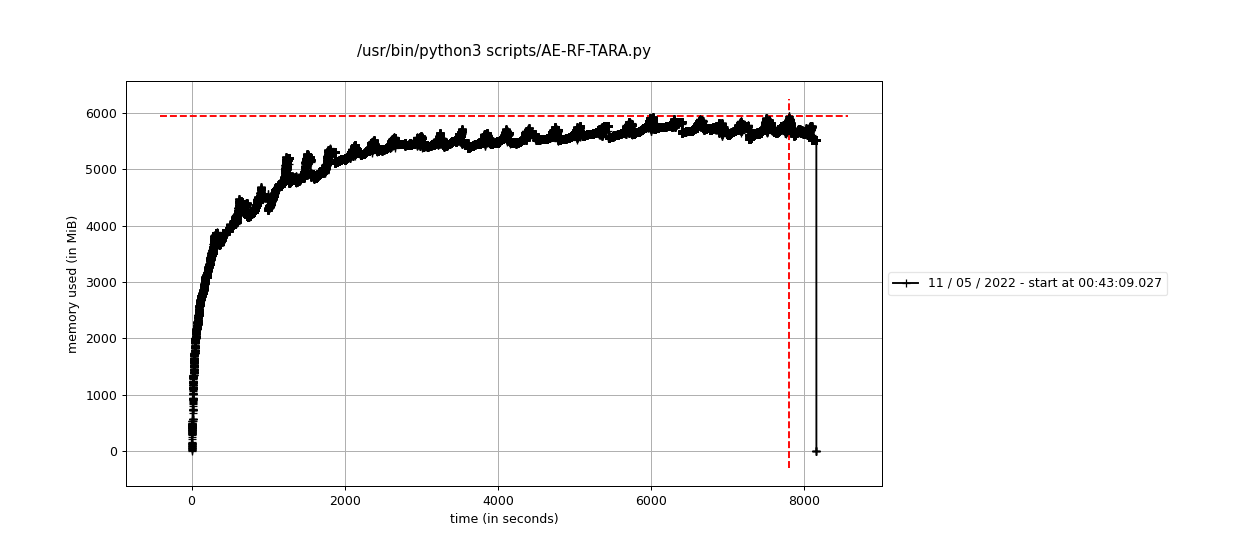 /usr/bin/python3 scripts/AE-RF-TARA.py
6000
5000
4000
3000
2000
1000
0
memory used (in MiB)
0 2000 4000 6000 8000
time (in seconds)
11 / 05 / 2022 - start at 00:43:09.027